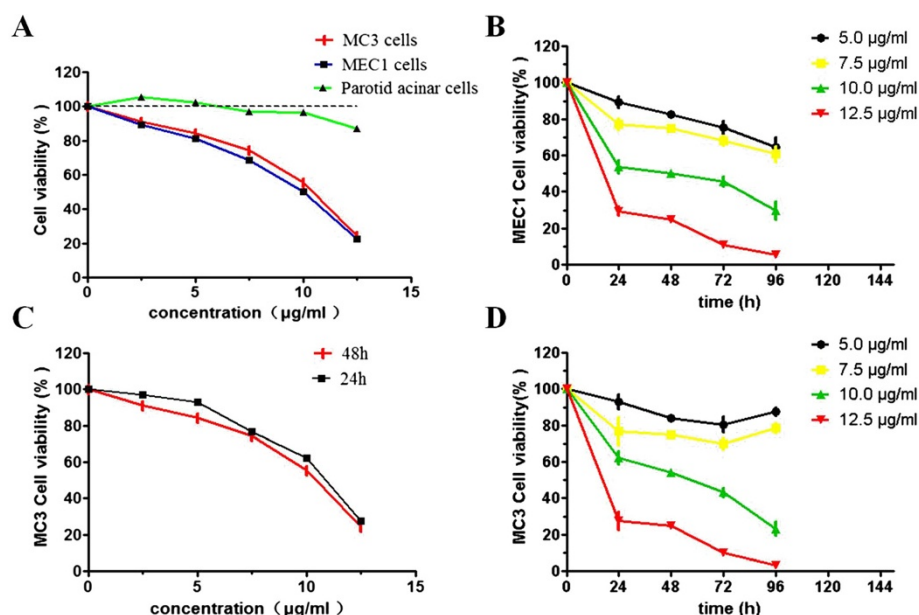 A
MC3 cells
MEC1 cells
Parotid acinar cells
Cell viability (% )
120
100
80
60
40
20
0
0 5 10 15
concentration（μg/ml ）
B
5.0 μg/ml
7.5 μg/ml
10.0 μg/ml
12.5 μg/ml
MEC1 Cell viability(% )
120
100
80
60
40
20
0
0 24 48 72 96 120 144
time (h)
C
48h
24h
MC3 Cell viability(% )
120
100
80
60
40
20
0
0 5 10 15
concentration（μg/ml ）
D
5.0 μg/ml
7.5 μg/ml
10.0 μg/ml
12.5 μg/ml
MC3 Cell viability(% )
120
100
80
60
40
20
0
0 24 48 72 96 120 144
time (h)